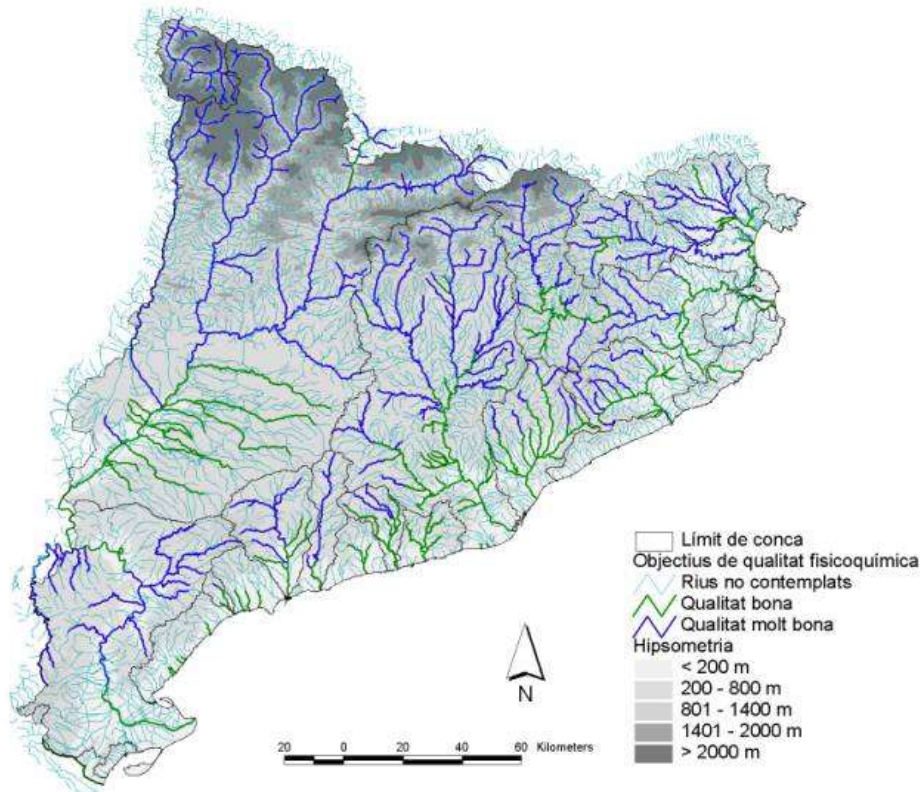 Límit de conca
Objectius de qualitat fisicoquímica
Rius no contemplats
Qualitat bona
Qualitat molt bona
Hipsometria
< 200 m
200 - 800 m
801 - 1400 m
1401 - 2000 m
> 2000 m
N
20 0 20 40 60 Kilometers